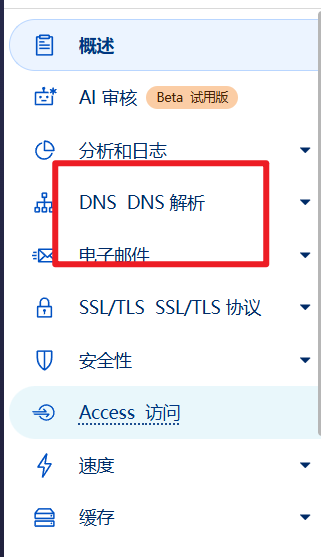 概述
AI 审核 Beta 试用版
分析和日志
DNS DNS 解析
电子邮件
SSL/TLS SSL/TLS 协议
安全性
Access 访问
速度
缓存